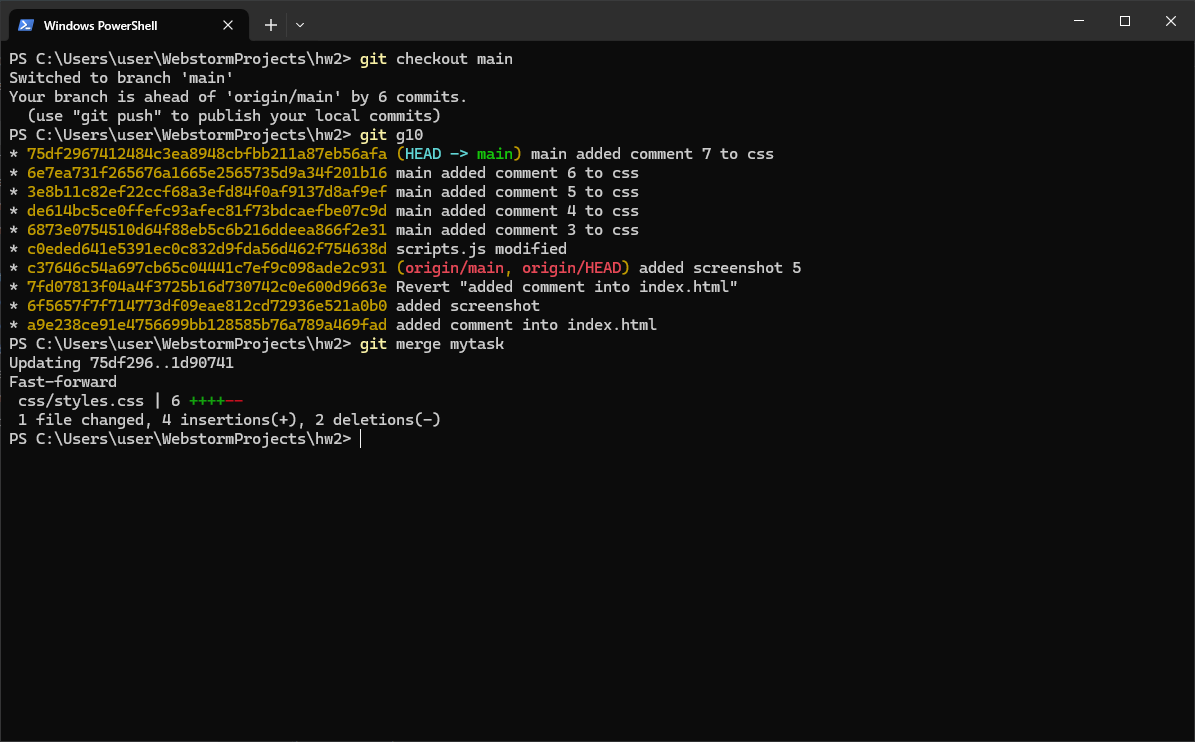 Windows PowerShell
PS C:\Users\user\WebstormProjects\hw2> git checkout main
Switched to branch 'main'
Your branch is ahead of 'origin/main' by 6 commits.
  (use "git push" to publish your local commits)
PS C:\Users\user\WebstormProjects\hw2> git g10
* 75df2967412484c3ea8948cbfbb211a87eb56afa (HEAD -> main) main added comment 7 to css
* 6e7ea731f265676a1665e2565735d9a34f201b16 main added comment 6 to css
* 3e8b11c82ef22ccf68a3efd84f0af9137d8af9ef main added comment 5 to css
* de614bc5ce0ffefc93afec81f73bdcaefbe07c9d main added comment 4 to css
* 6873e0754510d64f88eb5c6b216ddeea866f2e31 main added comment 3 to css
* c0eded641e5391ec0c832d9fda56d462f754638d scripts.js modified
* c37646c54a697cb65c04441c7ef9c098ade2c931 (origin/main, origin/HEAD) added screenshot 5
* 7fd07813f04a4f3725b16d730742c0e600d9663e Revert "added comment into index.html"
* 6f5657f7f714773df09eae812cd72936e521a0b0 added screenshot
* a9e238ce91e4756699bb128585b76a789a469fad added comment into index.html
PS C:\Users\user\WebstormProjects\hw2> git merge mytask
Updating 75df296..1d90741
Fast-forward
 css/styles.css | 6 ++++--
 1 file changed, 4 insertions(+), 2 deletions(-)
PS C:\Users\user\WebstormProjects\hw2>